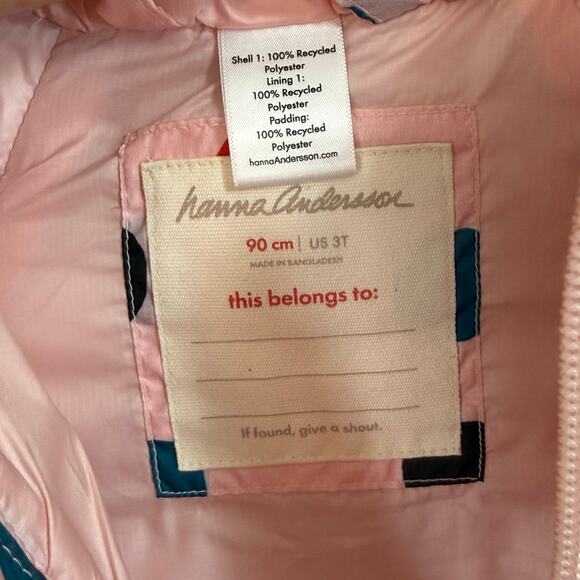 Shell 1: 100% Recycled
Polyester
Lining 1:
100% Recycled
Polyester
Padding:
100% Recycled
Polyester
hannaAndersson.com
hanna Andersson
90 cm | US 3T
MADE IN BANGLADESH
this belongs to:
If found, give a shout.